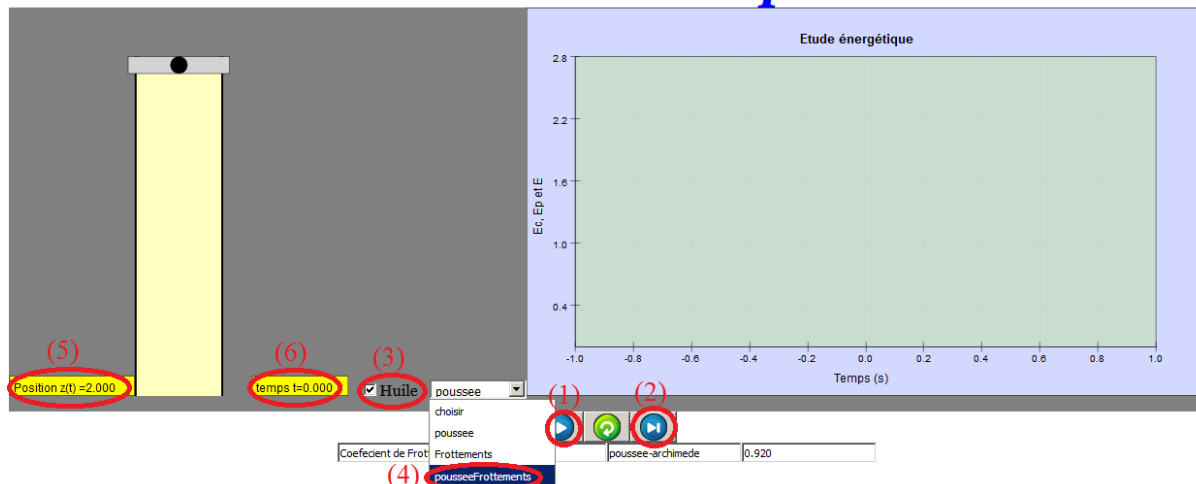 Etude énergétique
2.8
2.2
1.6
1.0
0.4
Ec, Ep et E
-1.0 -0.8 -0.6 -0.4 -0.2 0.0 0.2 0.4 0.6 0.8 1.0
Temps (s)
(5) (6) (3)
Position z(t) =2.000 temps t=0.000 Huile poussee
(1) (2)
choisir
poussee
Frottements
pousseeFrottements
(4)
Coefecient de Frot poussee-archimede 0.920